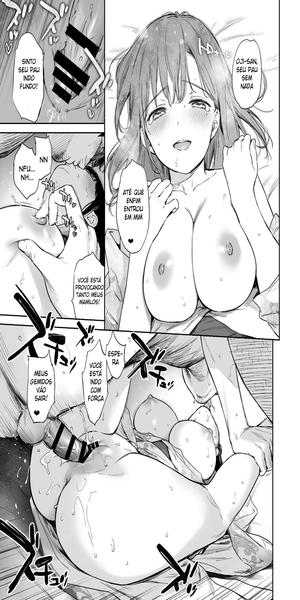 OJI-SAN,
SEU PAU
SEM
NADA
ATÉ QUE
ENFIM
ENTROU
EM MM
SINTO
SEU PAU
INDO
FUNDO!
NN
NFU...
NH...
VOCÊ ESTÁ
PROVOCANDO
TANTO MEUS
MAMILOS!
ESPE-
RA
VOCÊ ESTÁ
INDO COM
FORÇA
MEUS
GEMIDOS
VÃO
SAIR!